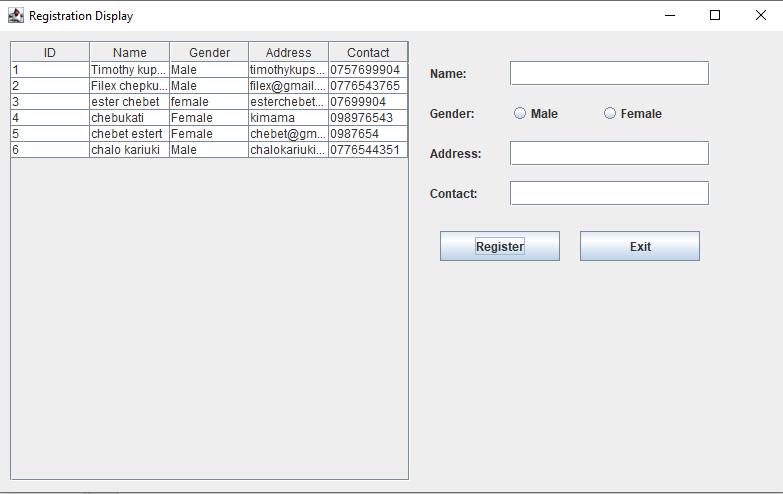 Registration Display
ID Name Gender Address Contact
1 Timothy kup... Male timothykups... 0757699904
2 Filex chepku... Male filex@gmail.... 0776543765
3 ester chebet female esterchebet... 07699904
4 chebukati Female kimama 098976543
5 chebet estert Female chebet@gm... 0987654
6 chalo kariuki Male chalokariuki... 0776544351
Name:
Gender: Male Female
Address:
Contact:
Register Exit